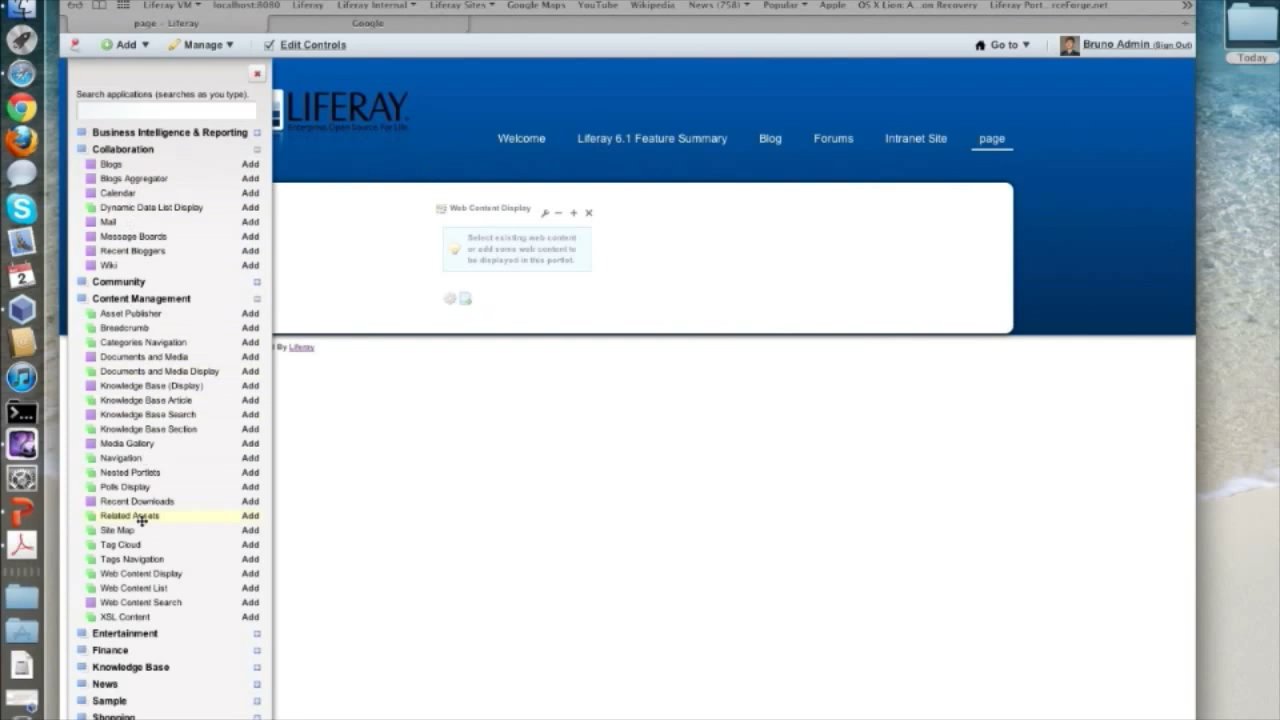 Liferay VM ▾ localhost:8080 Liferay Liferay Internal ▾ Liferay Sites ▾ Google Maps YouTube Wikipedia News (758) ▾ Popular ▾ Apple OS X Lion: A...on Recovery Liferay Port...rceForge.net
page - Liferay Google
Add Manage Edit Controls Go to Bruno Admin (Sign Out)
Today
Search applications (searches as you type).
LIFERAY.
Enterprise. Open Source. For Life.
Welcome Liferay 6.1 Feature Summary Blog Forums Intranet Site page
Business Intelligence & Reporting
Collaboration
Blogs Add
Blogs Aggregator Add
Calendar Add
Dynamic Data List Display Add
Mail Add
Message Boards Add
Recent Bloggers Add
Wiki Add
Community
Content Management
Asset Publisher Add
Breadcrumb Add
Categories Navigation Add
Documents and Media Add
Documents and Media Display Add
Knowledge Base (Display) Add
Knowledge Base Article Add
Knowledge Base Search Add
Knowledge Base Section Add
Media Gallery Add
Navigation Add
Nested Portlets Add
Polls Display Add
Recent Downloads Add
Related Assets Add
Site Map Add
Tag Cloud Add
Tags Navigation Add
Web Content Display Add
Web Content List Add
Web Content Search Add
XSL Content Add
Entertainment
Finance
Knowledge Base
News
Sample
Shopping
Web Content Display
Select existing web content
or add some web content to
be displayed in this portlet.
By Liferay
2